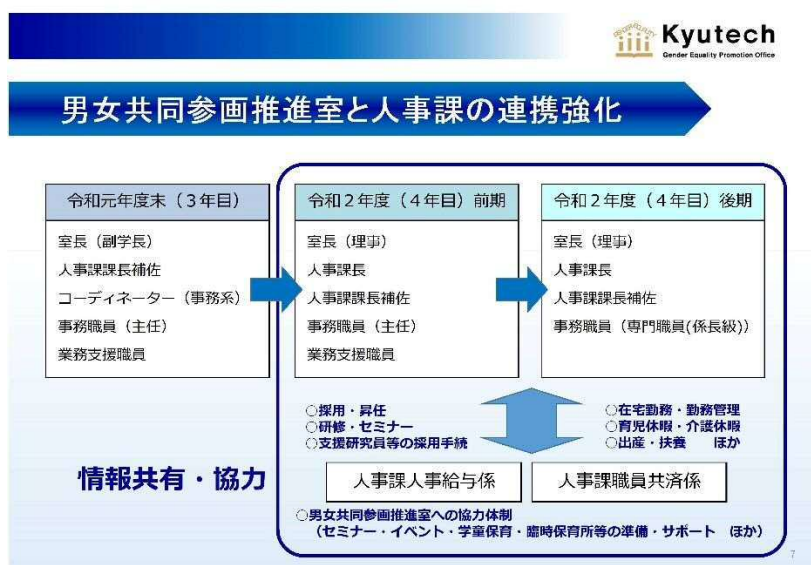 Kyutech
Gender Equality Promotion Office
男女共同参画推進室と人事課の連携強化
令和元年度末（３年目）
室長（副学長）
人事課課長補佐
コーディネーター（事務系）
事務職員（主任）
業務支援職員
令和２年度（４年目）前期
室長（理事）
人事課長
人事課課長補佐
事務職員（主任）
業務支援職員
令和２年度（４年目）後期
室長（理事）
人事課長
人事課課長補佐
事務職員（専門職員(係長級)）
○採用・昇任
○研修・セミナー
○支援研究員等の採用手続
○在宅勤務・勤務管理
○育児休暇・介護休暇
○出産・扶養　ほか
情報共有・協力
人事課人事給与係
人事課職員共済係
○男女共同参画推進室への協力体制
（セミナー・イベント・学童保育・臨時保育所等の準備・サポート　ほか）
7